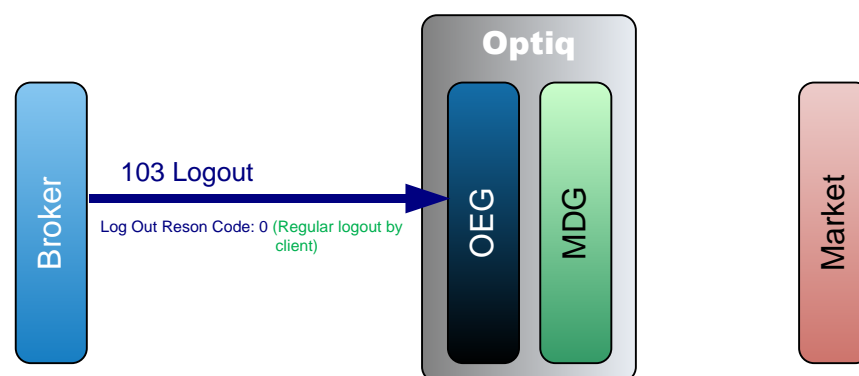 Optiq
103 Logout
Log Out Reson Code: 0 (Regular logout by
client)
Broker
OEG
MDG
Market